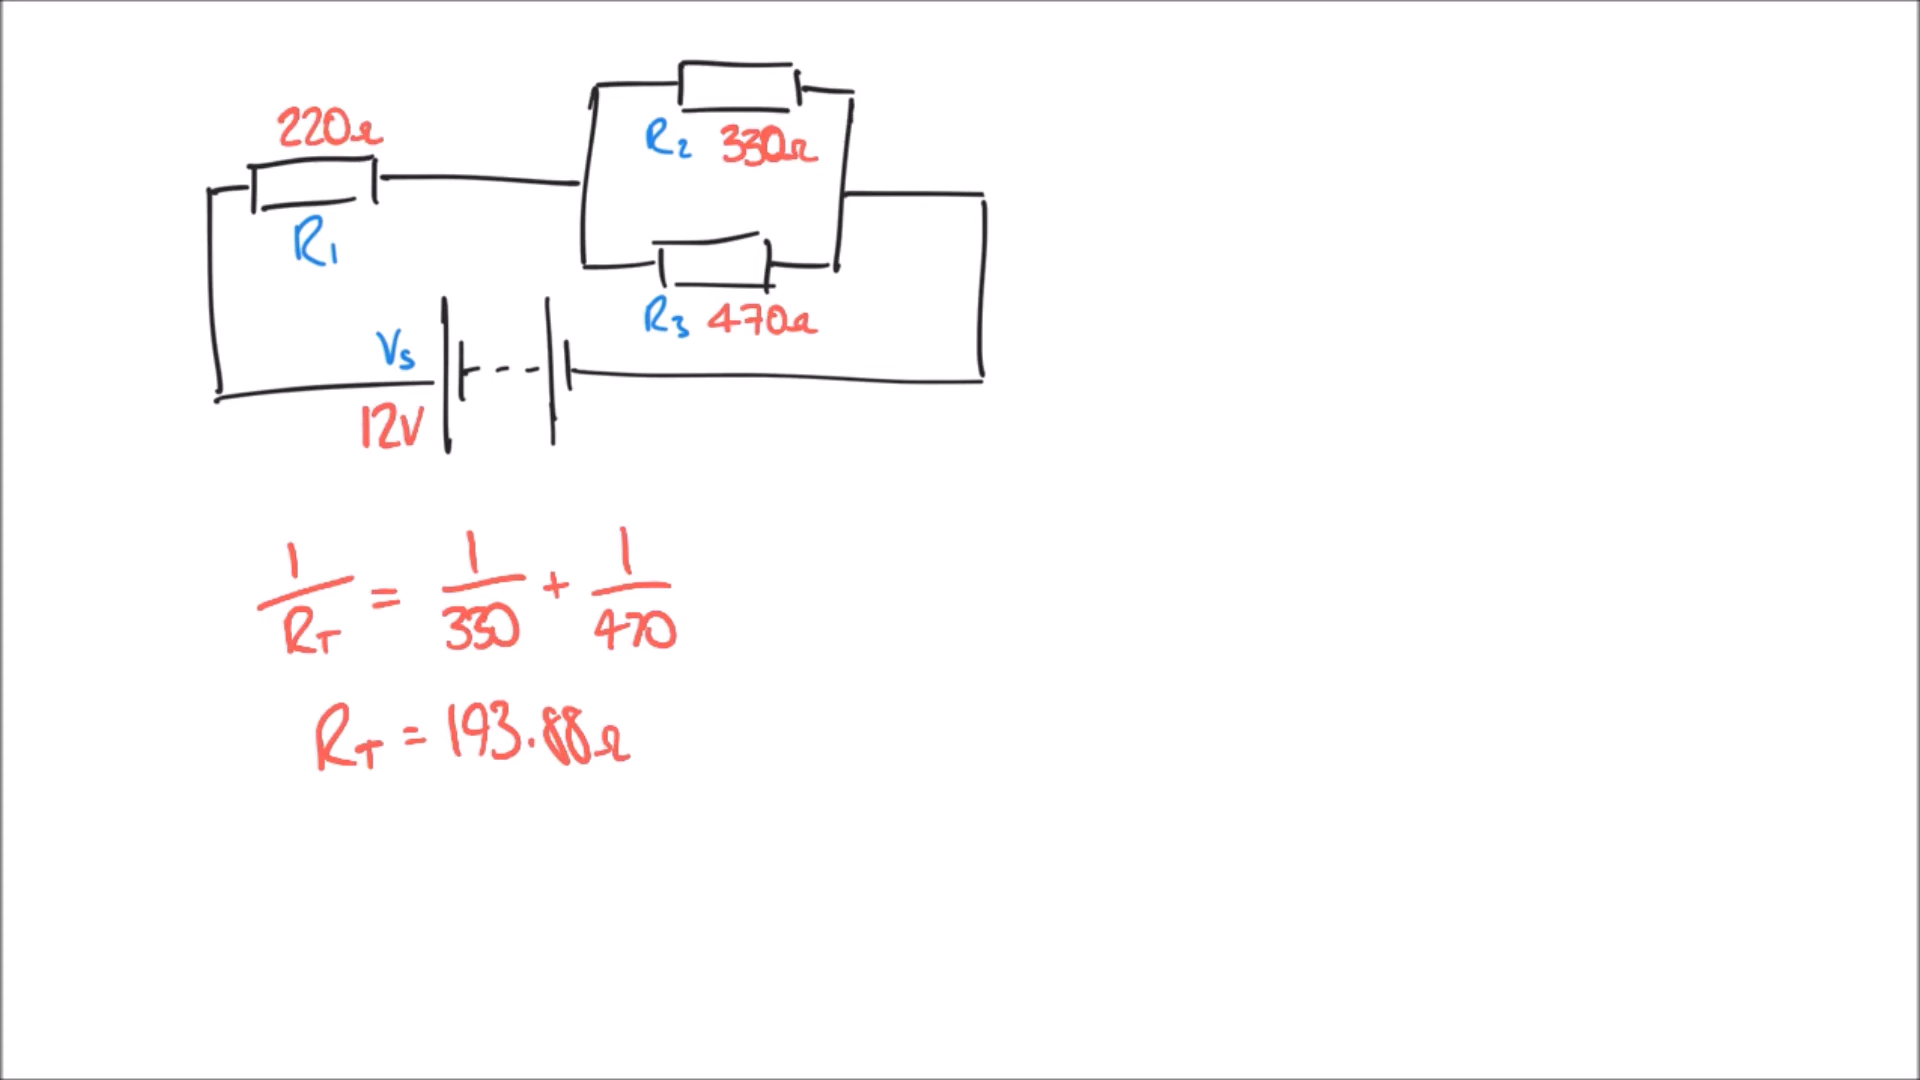 220Ω
R₁
R₂ 330Ω
R₃ 470Ω
Vs
12V
1/R_T = 1/330 + 1/470
R_T = 193.88Ω